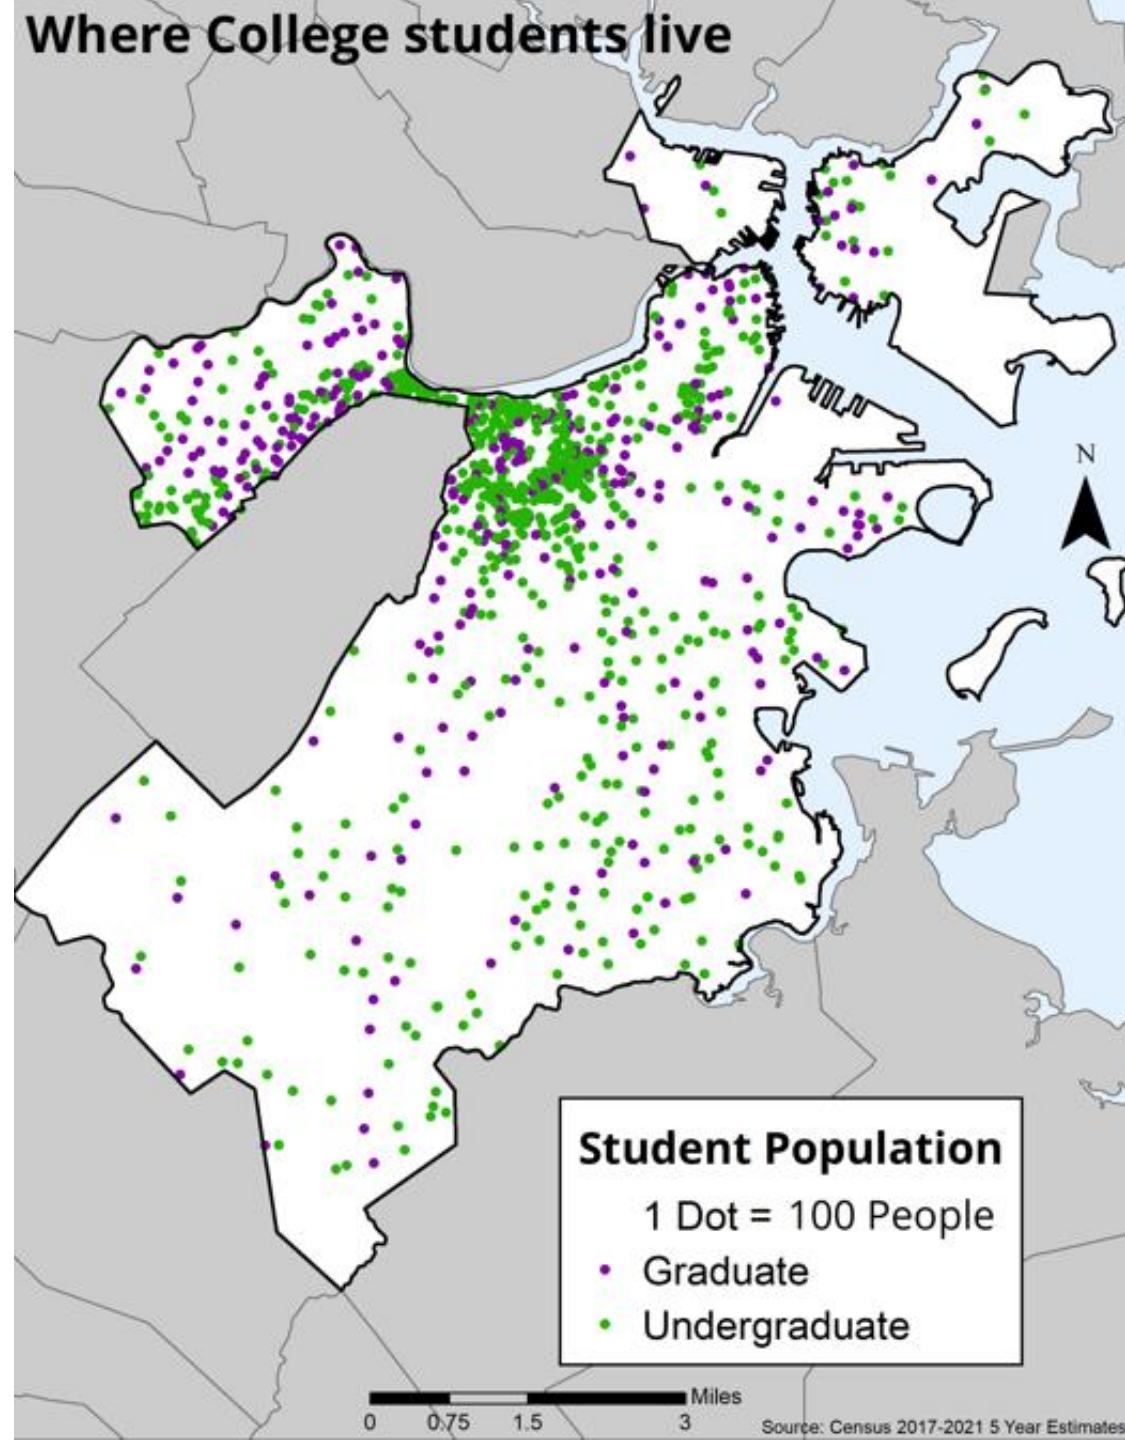 Where College students live
N
Student Population
1 Dot = 100 People
Graduate
Undergraduate
Miles
0 0.75 1.5 3
Source: Census 2017-2021 5 Year Estimates